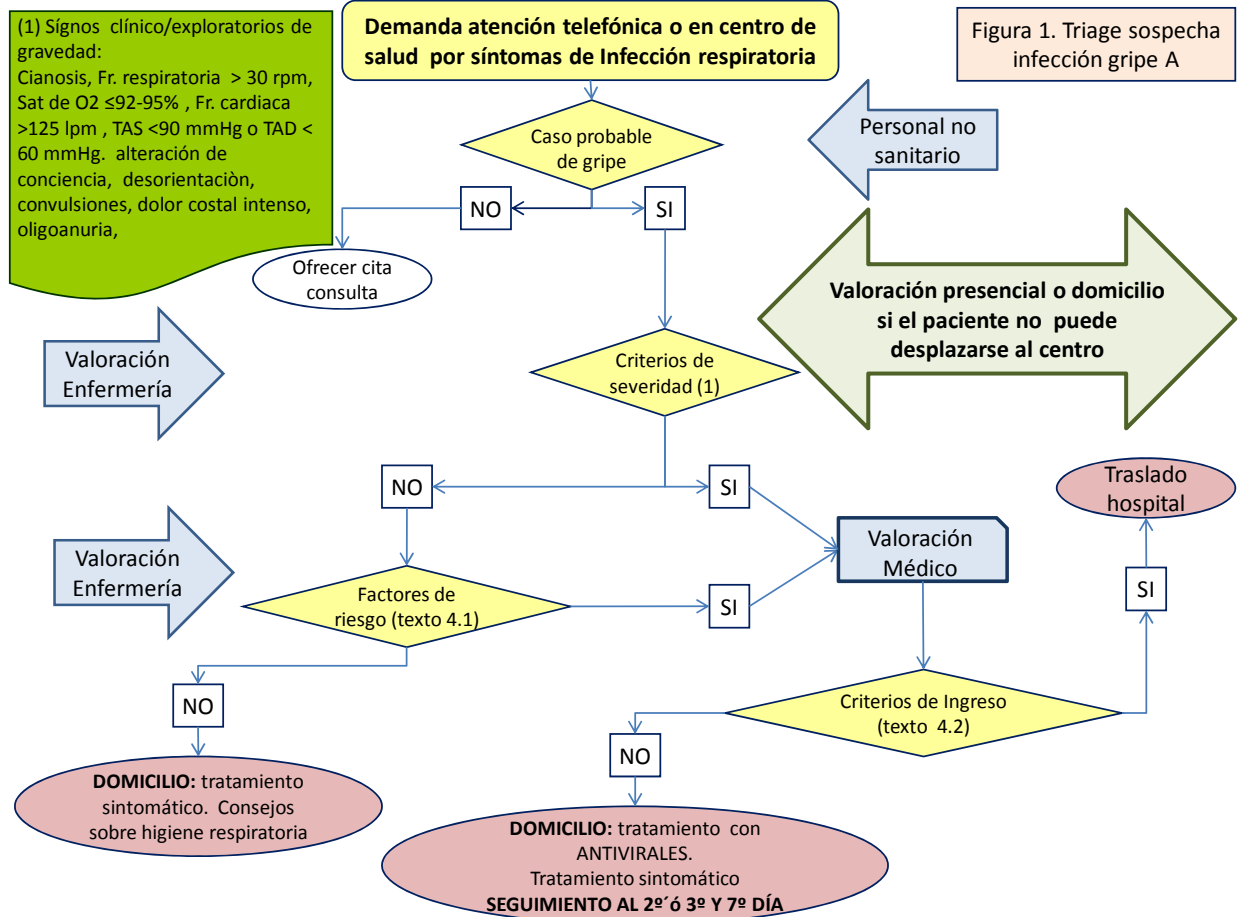 (1) Sígnos clínico/exploratorios de
gravedad:
Cianosis, Fr. respiratoria > 30 rpm,
Sat de O2 ≤92-95% , Fr. cardiaca
>125 lpm , TAS <90 mmHg o TAD <
60 mmHg. alteración de
conciencia, desorientaciòn,
convulsiones, dolor costal intenso,
oligoanuria,
Demanda atención telefónica o en centro de
salud por síntomas de Infección respiratoria
Figura 1. Triage sospecha
infección gripe A
Caso probable
de gripe
Personal no
sanitario
NO
SI
Ofrecer cita
consulta
Valoración presencial o domicilio
si el paciente no puede
desplazarse al centro
Valoración
Enfermería
Criterios de
severidad (1)
NO
SI
Traslado
hospital
Valoración
Enfermería
Valoración
Médico
Factores de
riesgo (texto 4.1)
SI
SI
NO
Criterios de Ingreso
(texto 4.2)
NO
DOMICILIO: tratamiento
sintomático. Consejos
sobre higiene respiratoria
DOMICILIO: tratamiento con
ANTIVIRALES.
Tratamiento sintomático
SEGUIMIENTO AL 2º´ó 3º Y 7º DÍA